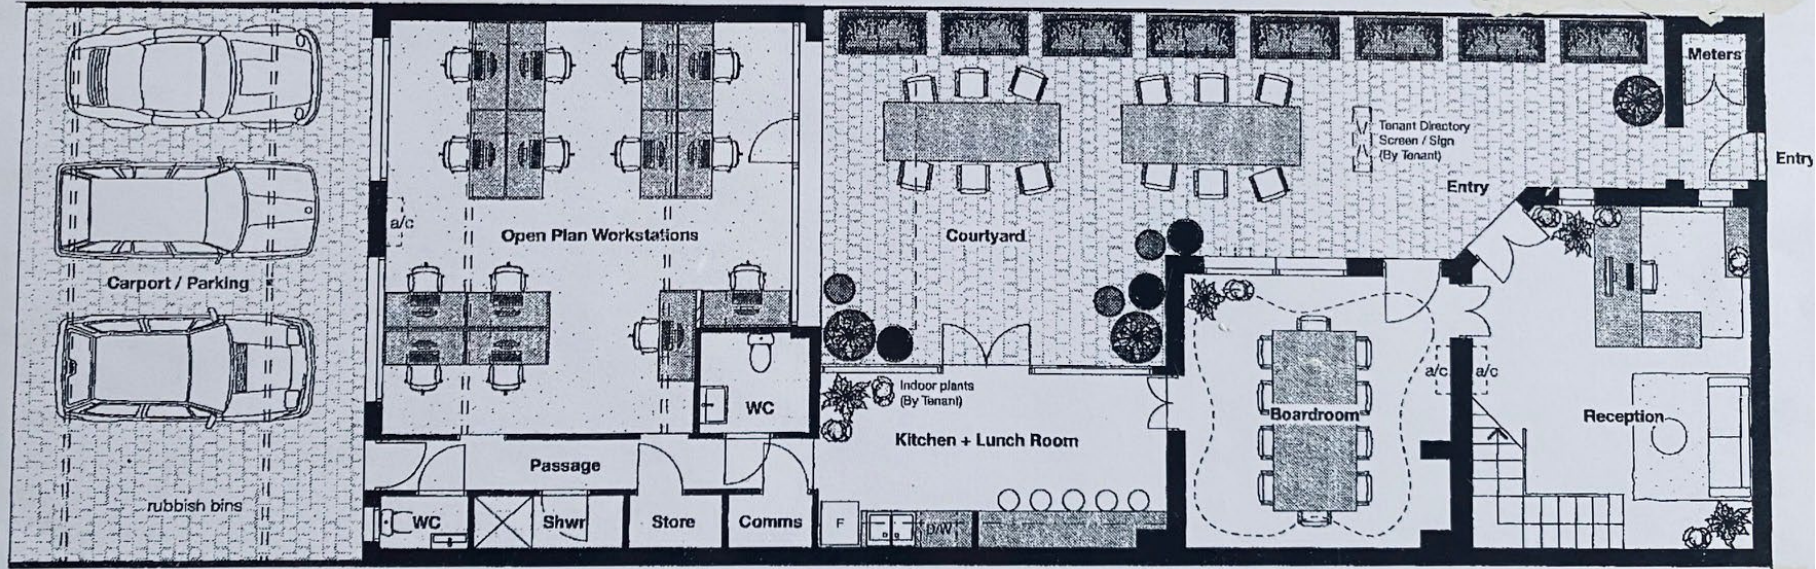 Meters
Tenant Directory
Screen / Sign
(By Tenant)
Entry
Entry
a/c
Open Plan Workstations
Courtyard
Carport / Parking
Indoor plants
(By Tenant)
a/c
a/c
WC
Boardroom
Reception
Kitchen + Lunch Room
Passage
rubbish bins
WC
Shwr
Store
Comms
F
D/W